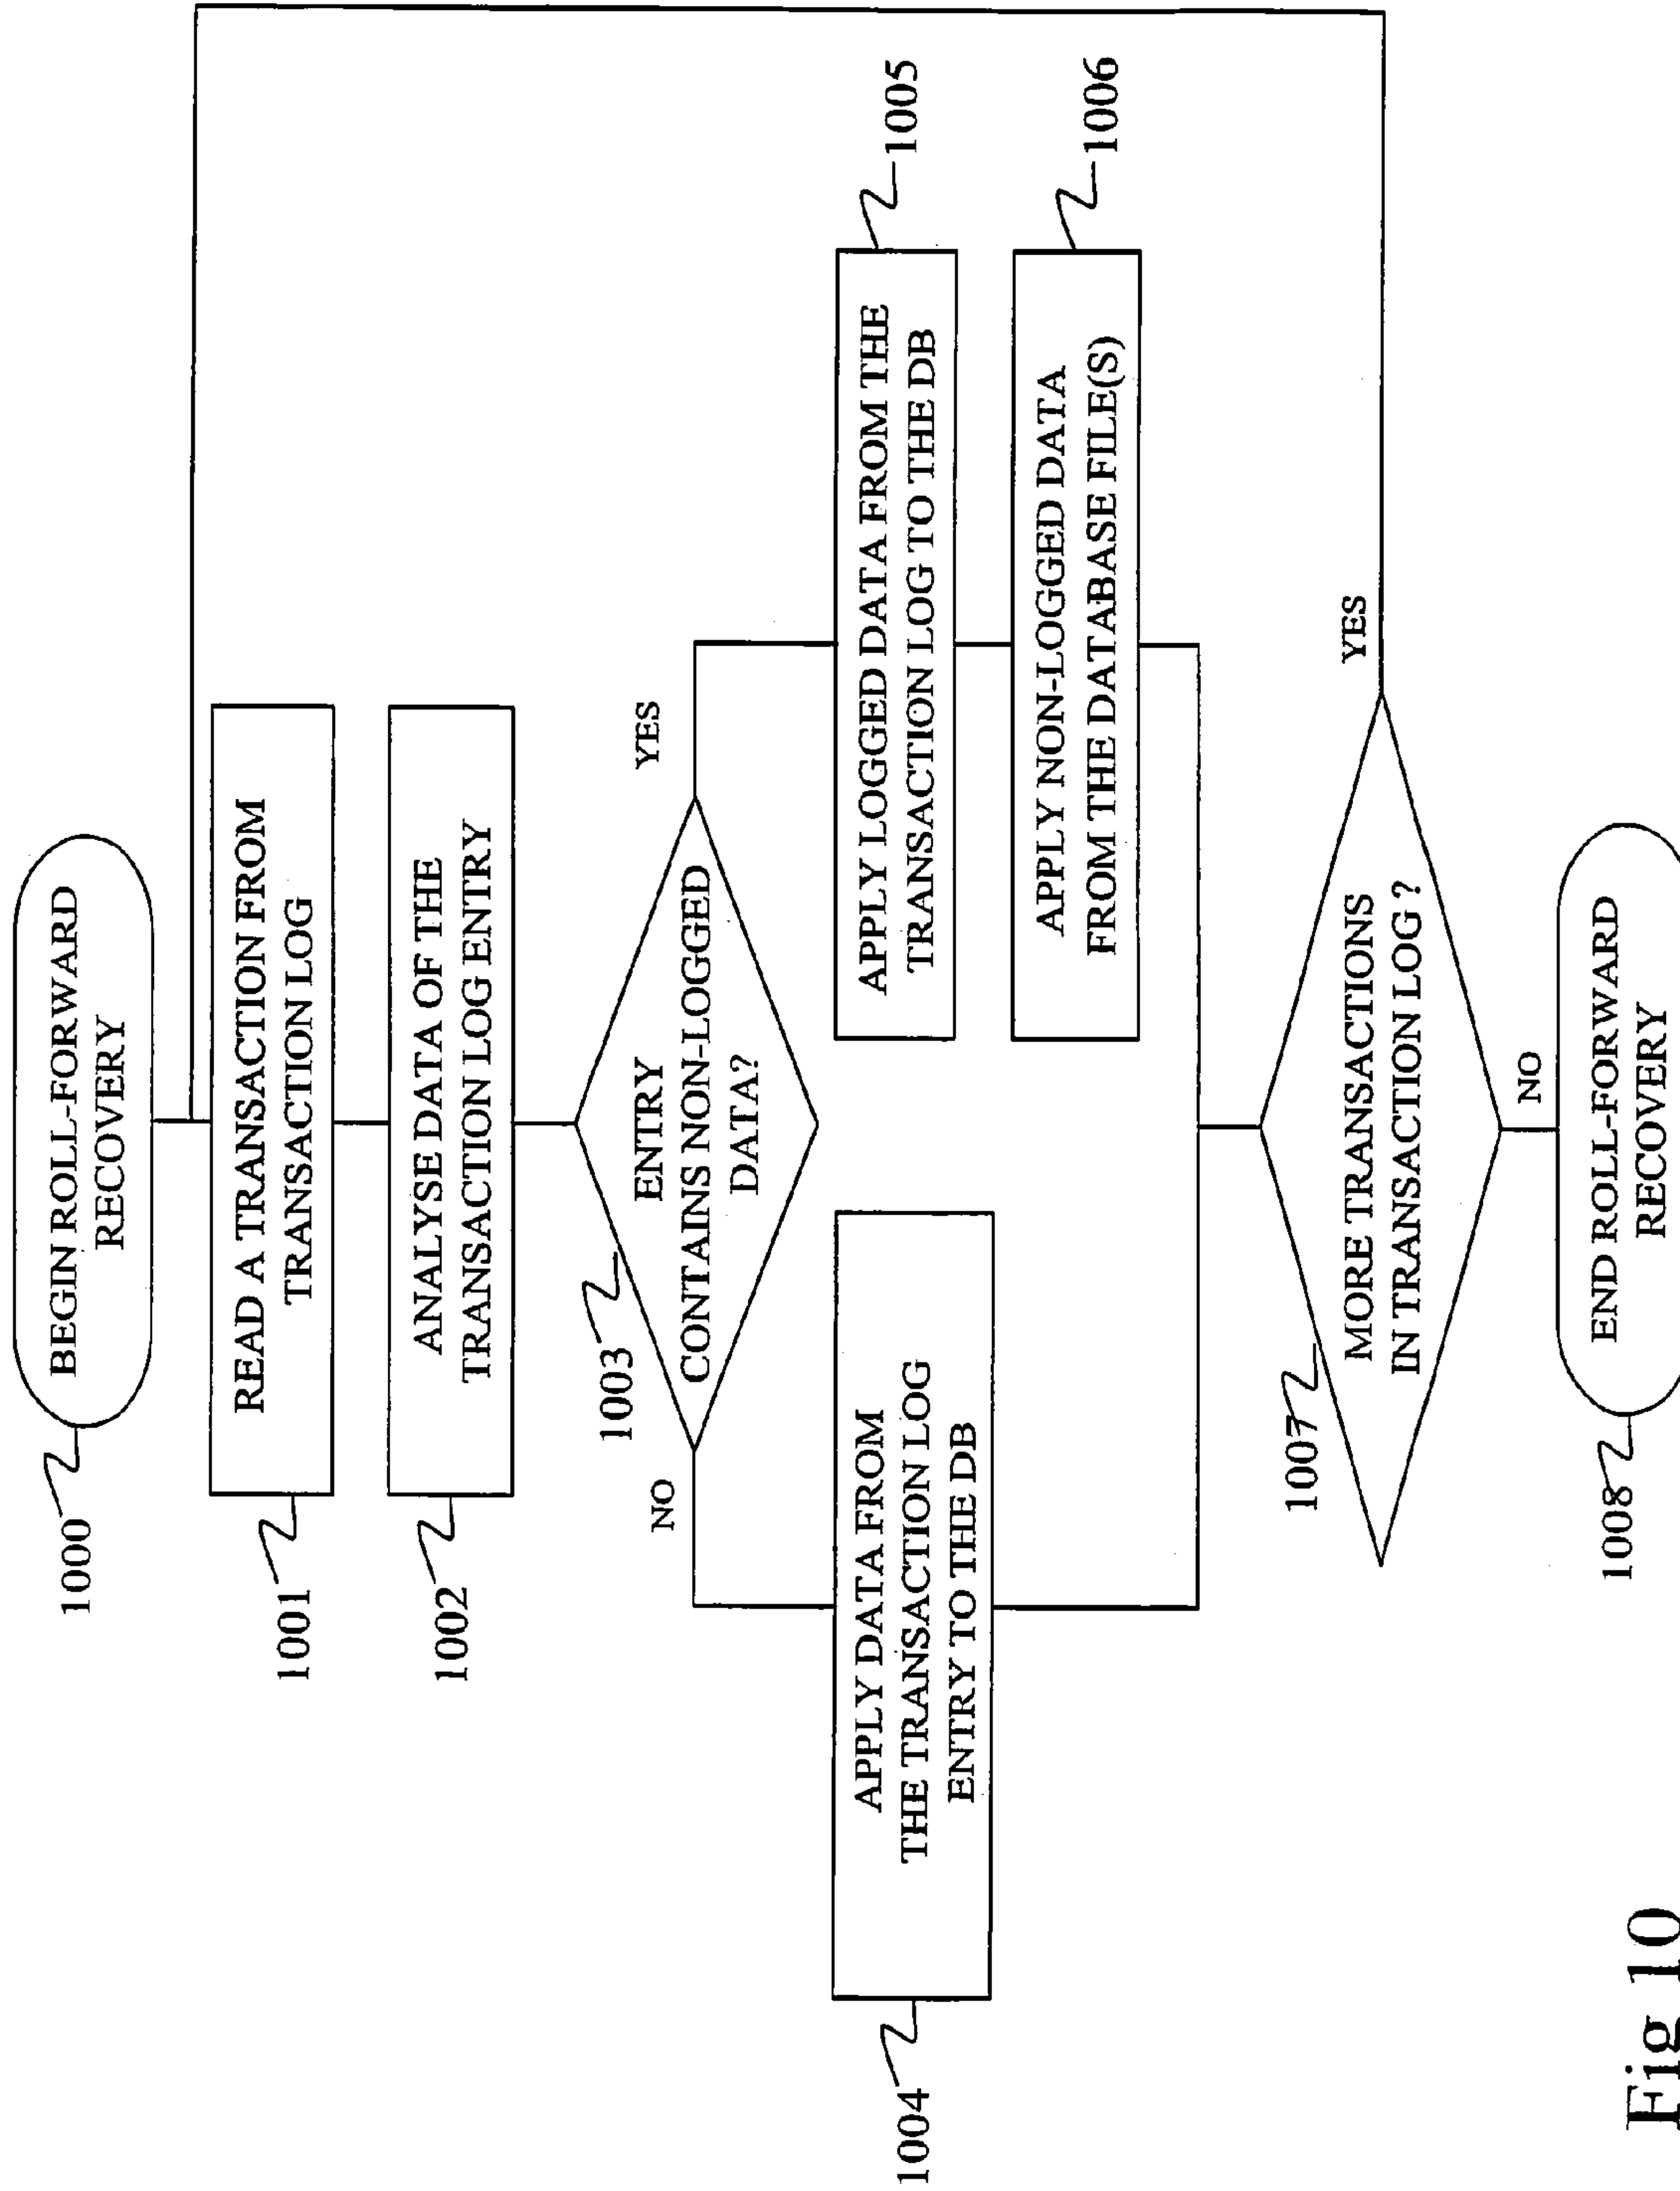 1000
BEGIN ROLL-FORWARD
RECOVERY
1001
READ A TRANSACTION FROM
TRANSACTION LOG
1002
ANALYSE DATA OF THE
TRANSACTION LOG ENTRY
1003
ENTRY
CONTAINS NON-LOGGED
DATA?
NO
YES
1004
APPLY DATA FROM
THE TRANSACTION LOG
ENTRY TO THE DB
APPLY LOGGED DATA FROM THE
TRANSACTION LOG TO THE DB
1005
APPLY NON-LOGGED DATA
FROM THE DATABASE FILE(S)
1006
1007
MORE TRANSACTIONS
IN TRANSACTION LOG ?
YES
NO
1008
END ROLL-FORWARD
RECOVERY
Fig 10